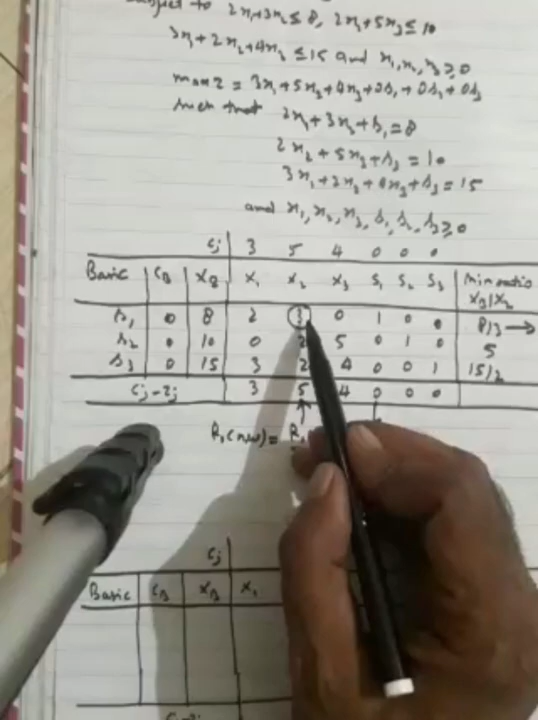 subject to 2x₁+3x₂ ≤ 8, 2x₂+5x₃ ≤ 10
3x₁+2x₂+4x₃ ≤ 15 and x₁, x₂, x₃ ≥ 0
max z = 3x₁+5x₂+4x₃+0s₁+0s₂+0s₃
such that 2x₁+3x₂+s₁=8
2x₂+5x₃+s₂=10
3x₁+2x₂+4x₃+s₃=15
and x₁, x₂, x₃, s₁, s₂, s₃ ≥ 0
Cj 3 5 4 0 0 0
Basic CB XB X₁ X₂ X₃ S₁ S₂ S₃ Min ratio XB/X₂
s₁ 0 8 2 3 0 1 0 0 8/3 →
s₂ 0 10 0 2 5 0 1 0 5
s₃ 0 15 3 2 4 0 0 1 15/2
Cj-Zj 3 5 4 0 0 0
↑
R₁(new)= R₁
Cj
Basic CB XB X₁